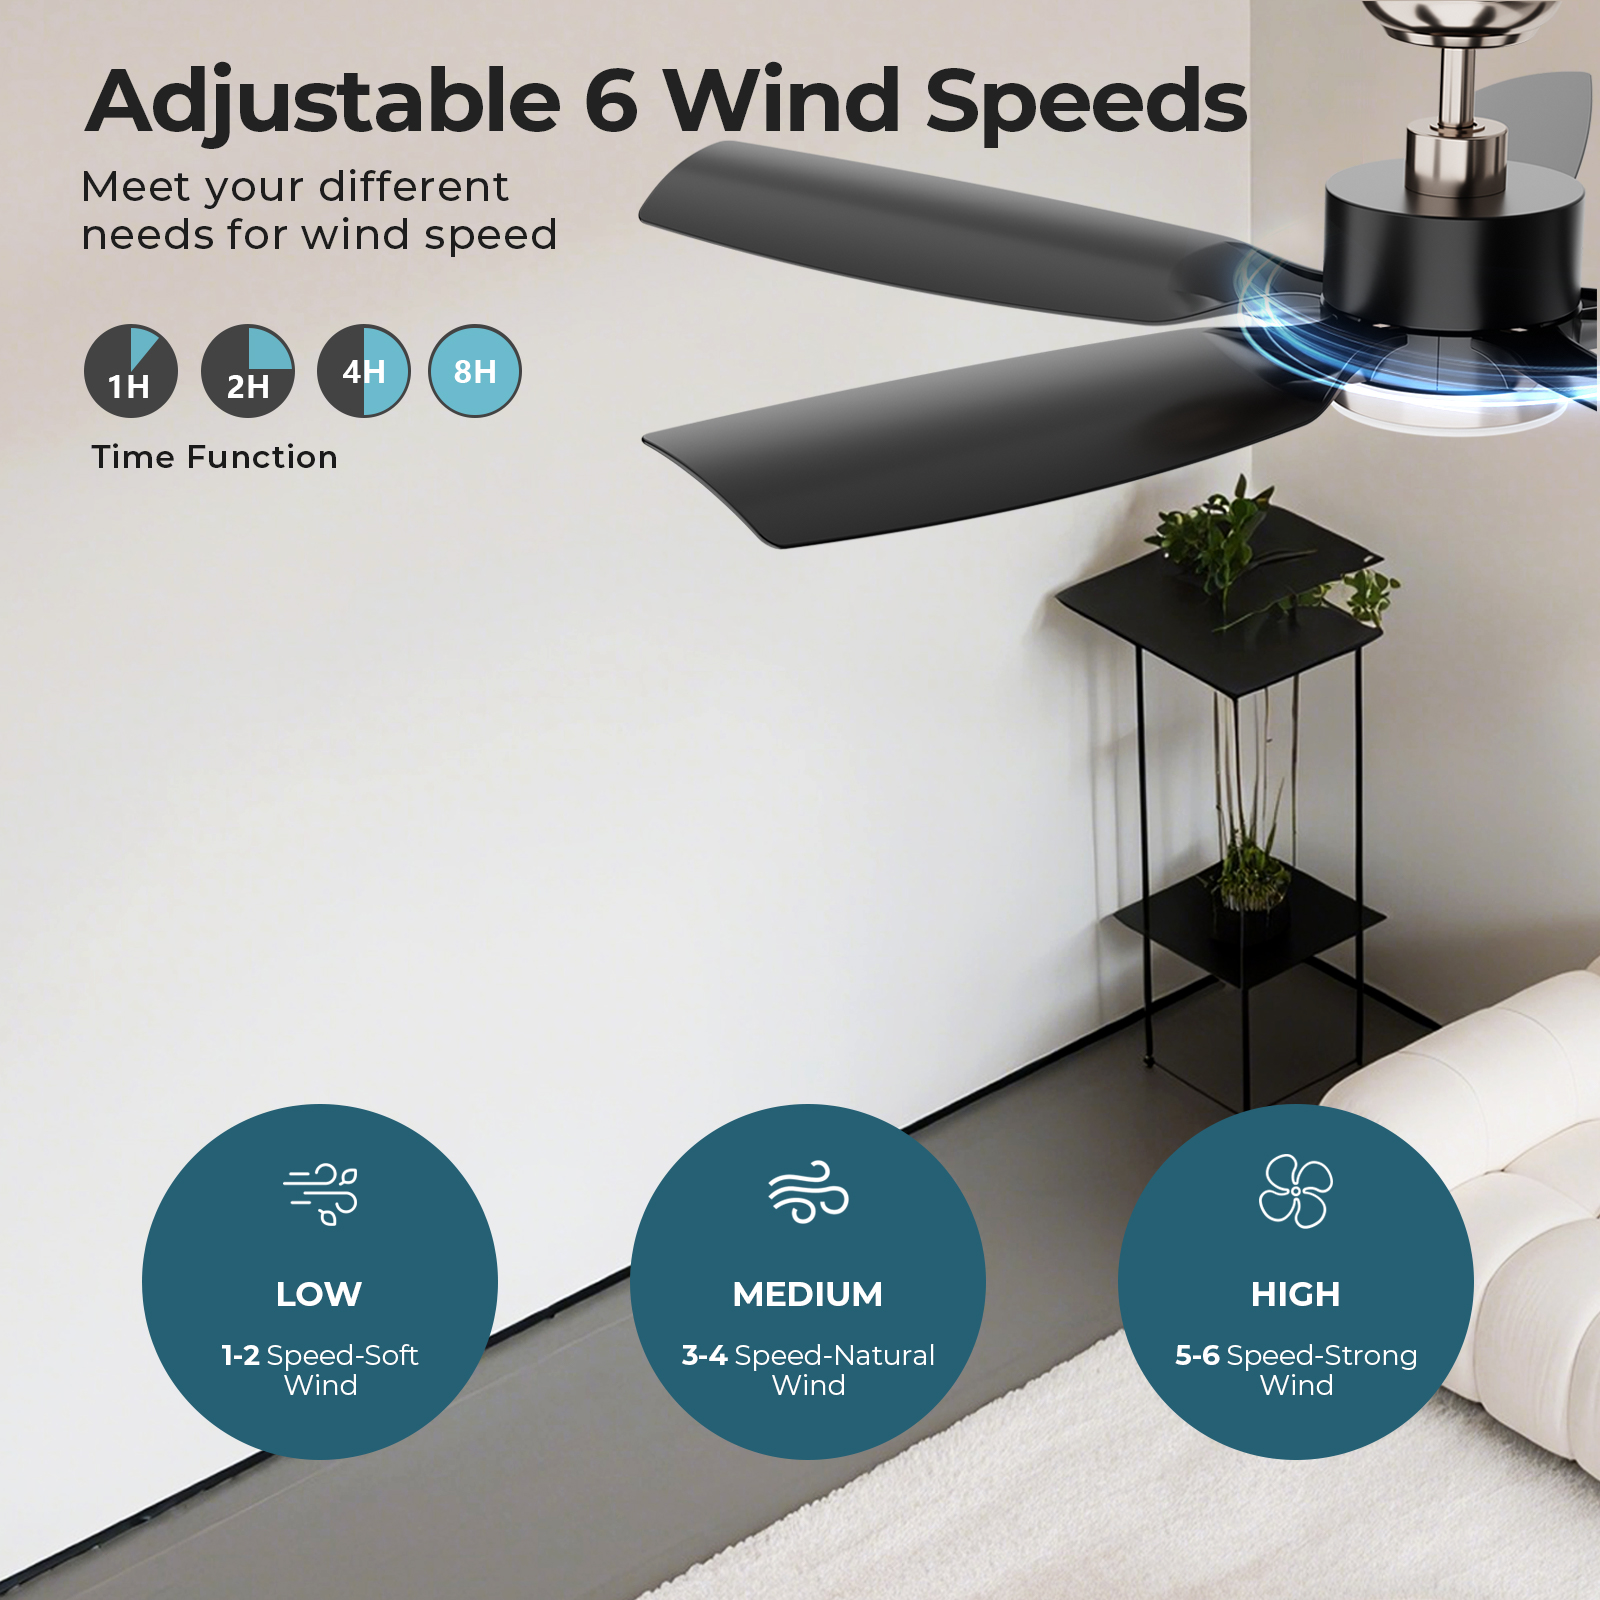 Adjustable 6 Wind Speeds
Meet your different
needs for wind speed
1H 2H 4H 8H
Time Function
LOW
1-2 Speed-Soft
Wind
MEDIUM
3-4 Speed-Natural
Wind
HIGH
5-6 Speed-Strong
Wind